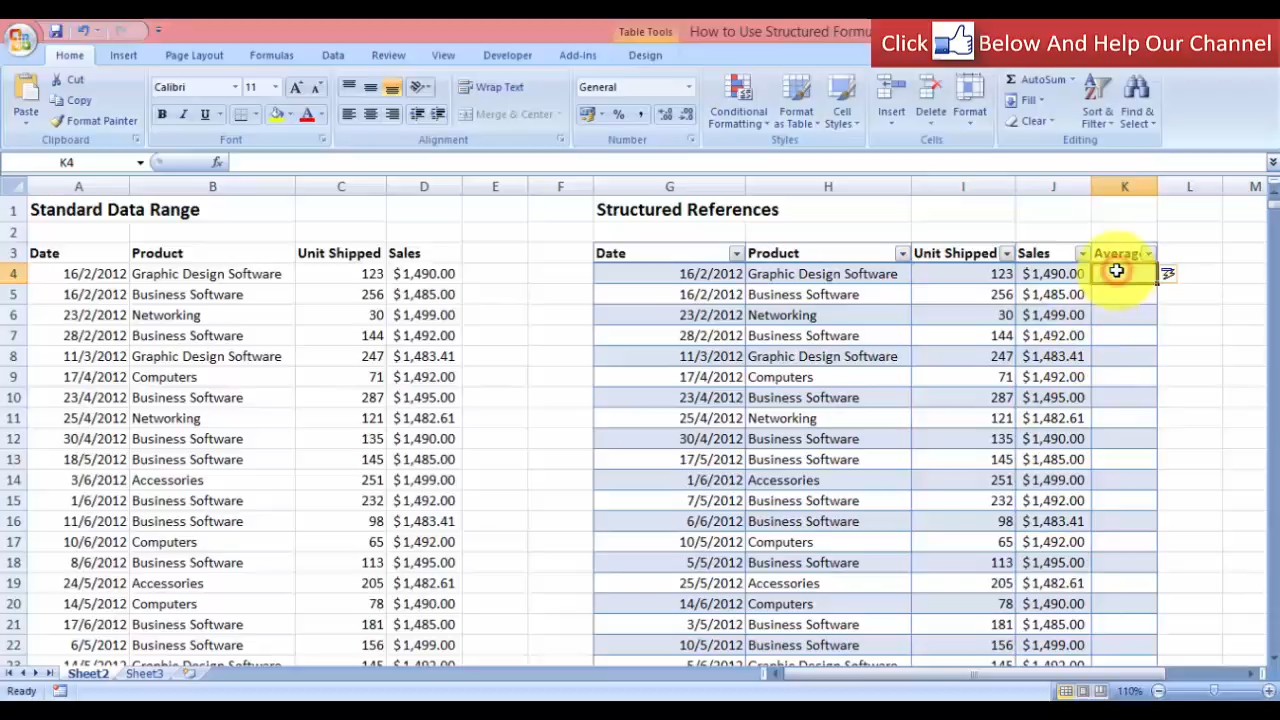 Table Tools
How to Use Structured Formu
Click Below And Help Our Channel
Home Insert Page Layout Formulas Data Review View Developer Add-Ins Design
Paste
Cut
Copy
Format Painter
Clipboard
Calibri 11
B I U A A A
Font
Wrap Text
Merge & Center
Alignment
General
% ,
Number
Conditional Formatting
Format as Table
Cell Styles
Styles
Insert Delete Format
Cells
AutoSum
Fill
Clear
Sort & Filter
Find & Select
Editing
K4 fx
A B C D E F G H I J K L M
1 Standard Data Range Structured References
2
3 Date Product Unit Shipped Sales Date Product Unit Shipped Sales Averag
4 16/2/2012 Graphic Design Software 123 $1,490.00 16/2/2012 Graphic Design Software 123 $1,490.00
5 16/2/2012 Business Software 256 $1,485.00 16/2/2012 Business Software 256 $1,485.00
6 23/2/2012 Networking 30 $1,499.00 23/2/2012 Networking 30 $1,499.00
7 28/2/2012 Business Software 144 $1,492.00 28/2/2012 Business Software 144 $1,492.00
8 11/3/2012 Graphic Design Software 247 $1,483.41 11/3/2012 Graphic Design Software 247 $1,483.41
9 17/4/2012 Computers 71 $1,492.00 17/4/2012 Computers 71 $1,492.00
10 23/4/2012 Business Software 287 $1,495.00 23/4/2012 Business Software 287 $1,495.00
11 25/4/2012 Networking 121 $1,482.61 25/4/2012 Networking 121 $1,482.61
12 30/4/2012 Business Software 135 $1,490.00 30/4/2012 Business Software 135 $1,490.00
13 18/5/2012 Business Software 145 $1,485.00 17/5/2012 Business Software 145 $1,485.00
14 3/6/2012 Accessories 251 $1,499.00 1/6/2012 Accessories 251 $1,499.00
15 1/6/2012 Business Software 232 $1,492.00 7/5/2012 Business Software 232 $1,492.00
16 11/6/2012 Business Software 98 $1,483.41 6/6/2012 Business Software 98 $1,483.41
17 10/6/2012 Computers 65 $1,492.00 10/5/2012 Computers 65 $1,492.00
18 8/6/2012 Business Software 113 $1,495.00 5/5/2012 Business Software 113 $1,495.00
19 24/5/2012 Accessories 205 $1,482.61 25/5/2012 Accessories 205 $1,482.61
20 14/5/2012 Computers 78 $1,490.00 14/6/2012 Computers 78 $1,490.00
21 17/6/2012 Business Software 181 $1,485.00 3/5/2012 Business Software 181 $1,485.00
22 6/5/2012 Business Software 156 $1,499.00 10/5/2012 Business Software 156 $1,499.00
23 14/5/2012 Graphic Design Software 145 $1,492.00 5/6/2012 Graphic Design Software 145 $1,492.00
Sheet2 Sheet3
Ready 110%